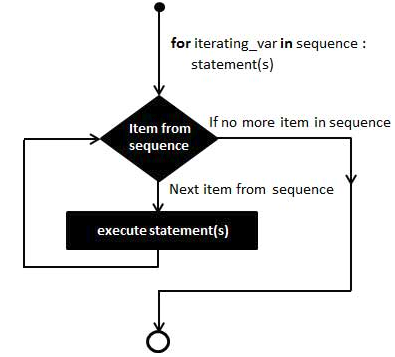 for iterating_var in sequence :
statement(s)
Item from
sequence
If no more item in sequence
Next item from sequence
execute statement(s)